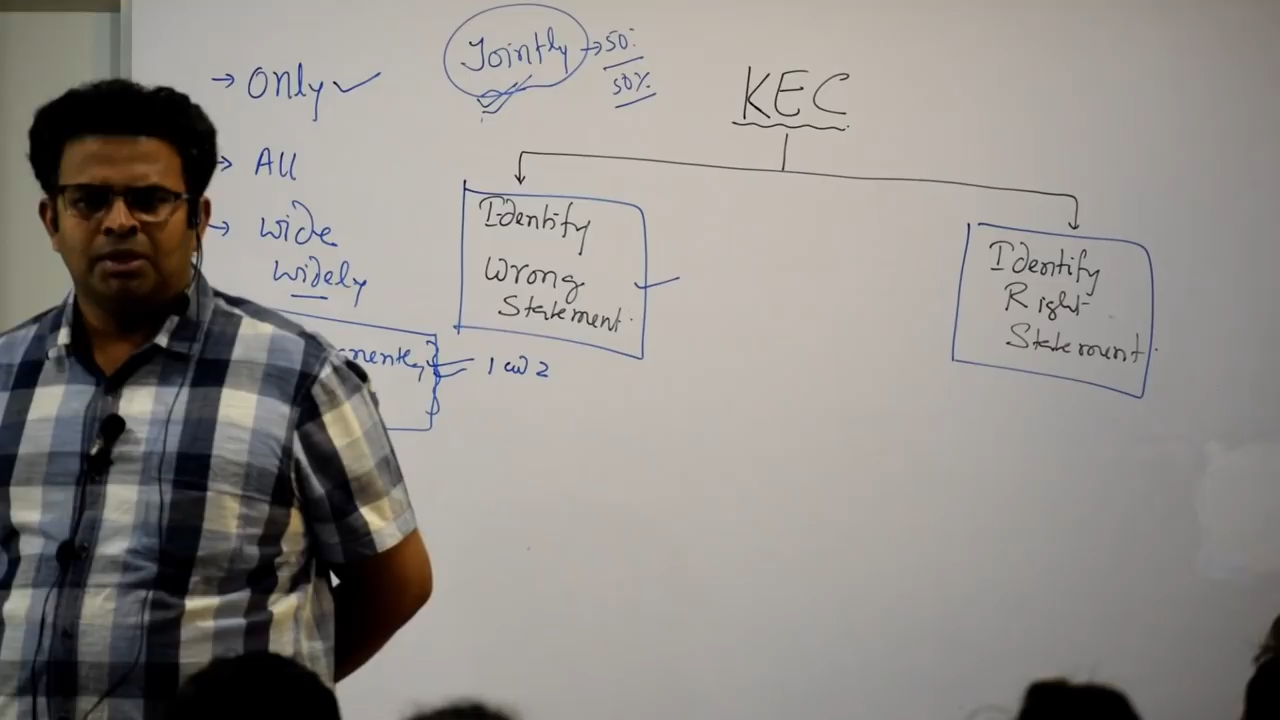 → Only ✓
→ All
→ Wide
Widely
1 or 2
Jointly → 50%
50%
KEC
Identify
Wrong
Statement.
Identify
Right
Statement.